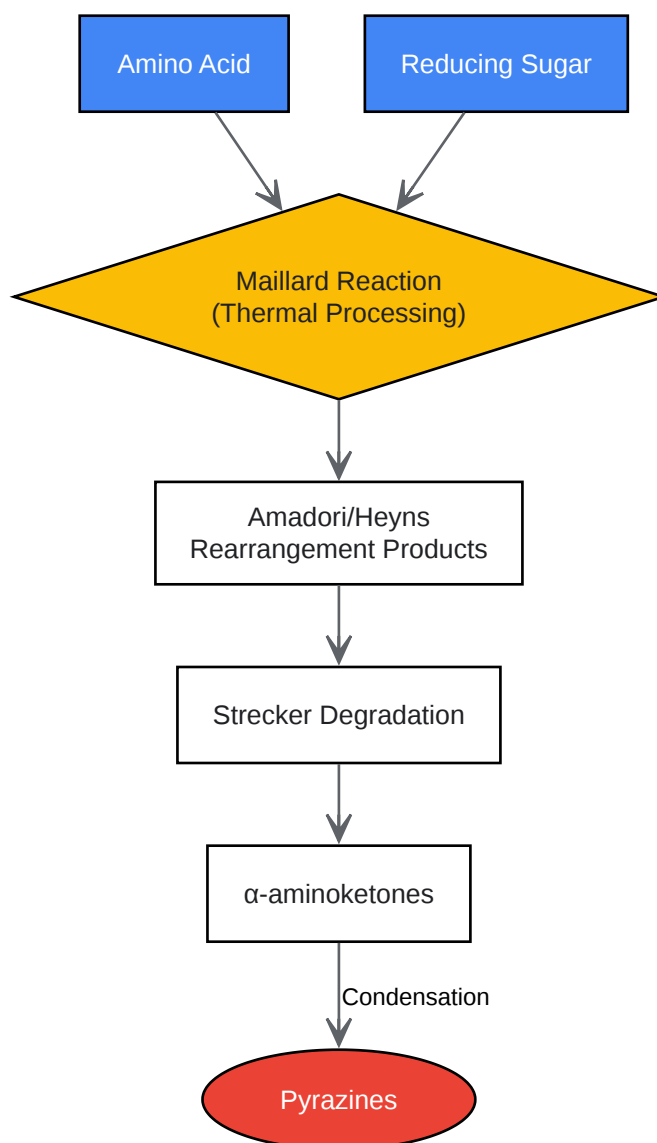 Amino Acid
Reducing Sugar
Maillard Reaction
(Thermal Processing)
Amadori/Heyns
Rearrangement Products
Strecker Degradation
α-aminoketones
Condensation
Pyrazines